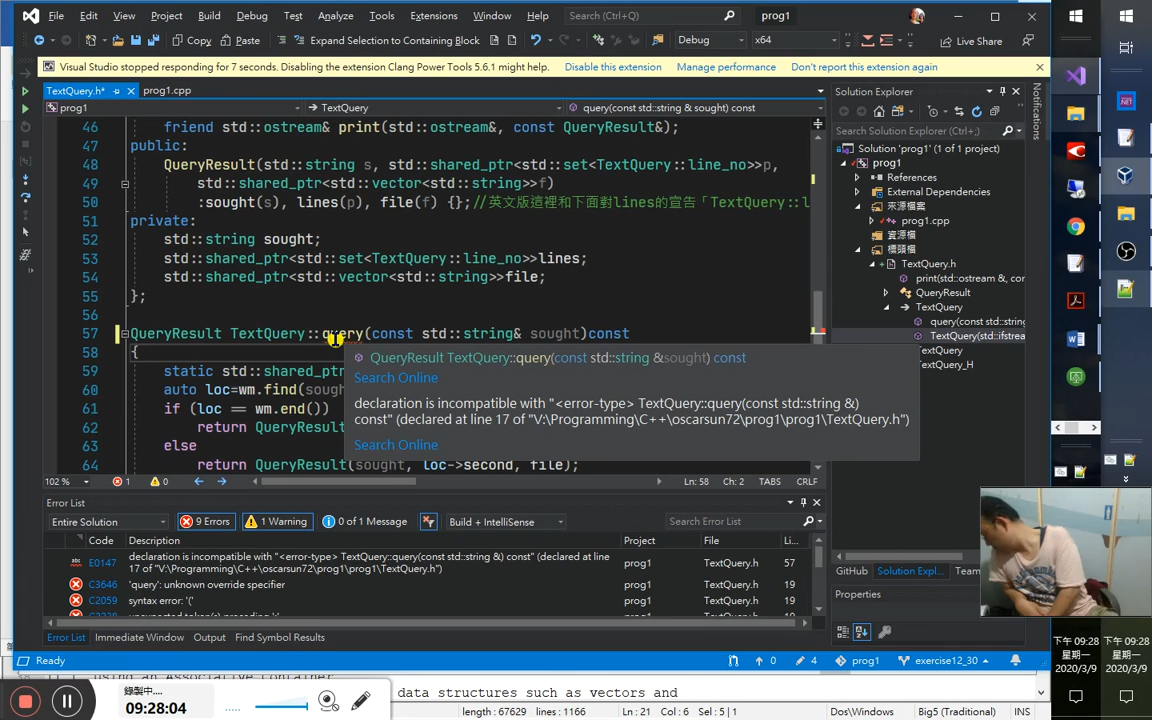 File Edit View Project Build Debug Test Analyze Tools Extensions Window Help Search (Ctrl+Q) prog1
Copy Paste Expand Selection to Containing Block Debug x64 Live Share
Visual Studio stopped responding for 7 seconds. Disabling the extension Clang Power Tools 5.6.1 might help. Disable this extension Manage performance Don't report this extension again
TextQuery.h* prog1.cpp
prog1 TextQuery query(const std::string & sought) const
46 friend std::ostream& print(std::ostream&, const QueryResult&);
47 public:
48 QueryResult(std::string s, std::shared_ptr<std::set<TextQuery::line_no>>p,
49 std::shared_ptr<std::vector<std::string>>f)
50 :sought(s), lines(p), file(f) {};//英文版這裡和下面對lines的宣告「TextQuery::l
51 private:
52 std::string sought;
53 std::shared_ptr<std::set<TextQuery::line_no>>lines;
54 std::shared_ptr<std::vector<std::string>>file;
55 };
56
57 QueryResult TextQuery::query(const std::string& sought)const
58 {
59 static std::shared_ptr
60 auto loc=wm.find(sough
61 if (loc == wm.end())
62 return QueryResult
63 else
64 return QueryResult(sought, loc->second, file);
QueryResult TextQuery::query(const std::string &sought) const
Search Online
declaration is incompatible with "<error-type> TextQuery::query(const std::string &)
const" (declared at line 17 of "V:\Programming\C++\oscarsun72\prog1\prog1\TextQuery.h")
Search Online
102 % 1 0 Ln: 58 Ch: 2 TABS CRLF
Error List
Entire Solution 9 Errors 1 Warning 0 of 1 Message Build + IntelliSense Search Error List
Code Description Project File Li...
E0147 declaration is incompatible with "<error-type> TextQuery::query(const std::string &) const" (declared at line
17 of "V:\Programming\C++\oscarsun72\prog1\prog1\TextQuery.h") prog1 TextQuery.h 57
C3646 'query': unknown override specifier prog1 TextQuery.h 19
C2059 syntax error: '(' prog1 TextQuery.h 19
Error List Immediate Window Output Find Symbol Results
Ready 0 4 prog1 exercise12_30
Solution Explorer
Notifications
Search Solution Explorer (Ctrl+;)
Solution 'prog1' (1 of 1 project)
prog1
References
External Dependencies
來源檔案
prog1.cpp
資源檔
標頭檔
TextQuery.h
print(std::ostream &, cor
QueryResult
TextQuery
query(const std::string
TextQuery(std::ifstrea
TextQuery
TextQuery_H
GitHub Solution Expl... Team
Properties
using an Associative Container
data structures such as vectors and
錄製中...
09:28:04
length : 67629 lines : 1166 Ln : 21 Col : 6 Sel : 5 | 1 Dos\Windows Big5 (Traditional) INS
下午 09:28
星期一
2020/3/9
下午 09:28
星期一
2020/3/9